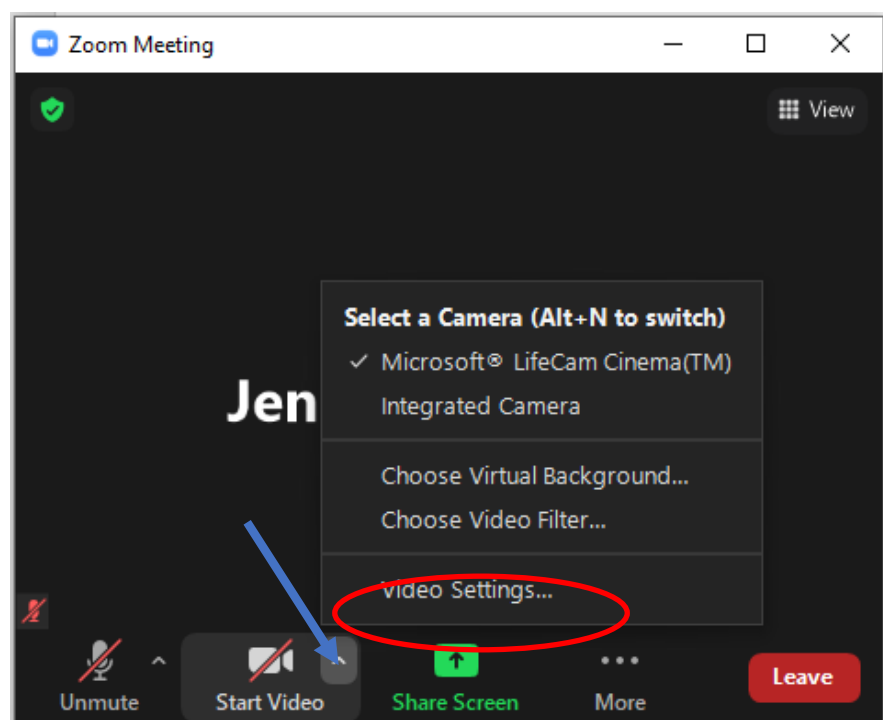 Zoom Meeting
View
Select a Camera (Alt+N to switch)
Microsoft® LifeCam Cinema(TM)
Jen
Integrated Camera
Choose Virtual Background...
Choose Video Filter...
Video Settings...
Unmute
Start Video
Share Screen
More
Leave